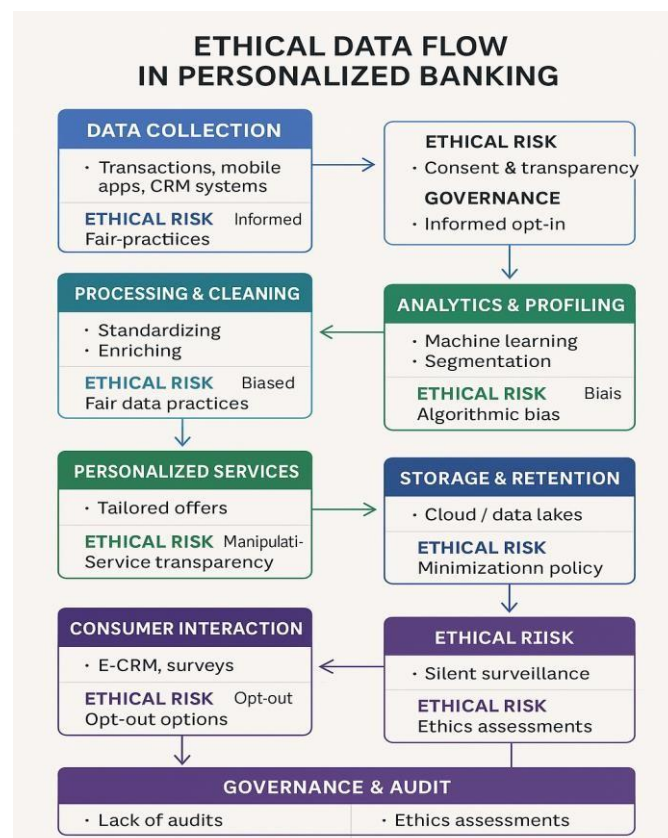 ETHICAL DATA FLOW
IN PERSONALIZED BANKING
DATA COLLECTION
· Transactions, mobile
apps, CRM systems
ETHICAL RISK Informed
Fair-practiices
ETHICAL RISK
· Consent & transparency
GOVERNANCE
· Informed opt-in
PROCESSING & CLEANING
· Standardizing
· Enriching
ETHICAL RISK Biased
Fair data practices
ANALYTICS & PROFILING
· Machine learning
· Segmentation
ETHICAL RISK Biais
Algorithmic bias
PERSONALIZED SERVICES
· Tailored offers
ETHICAL RISK Manipulati-
Service transparency
STORAGE & RETENTION
· Cloud / data lakes
ETHICAL RISK
Minimizationn policy
CONSUMER INTERACTION
· E-CRM, surveys
ETHICAL RISK Opt-out
Opt-out options
ETHICAL RIISK
· Silent surveillance
ETHICAL RISK
Ethics assessments
GOVERNANCE & AUDIT
· Lack of audits
· Ethics assessments